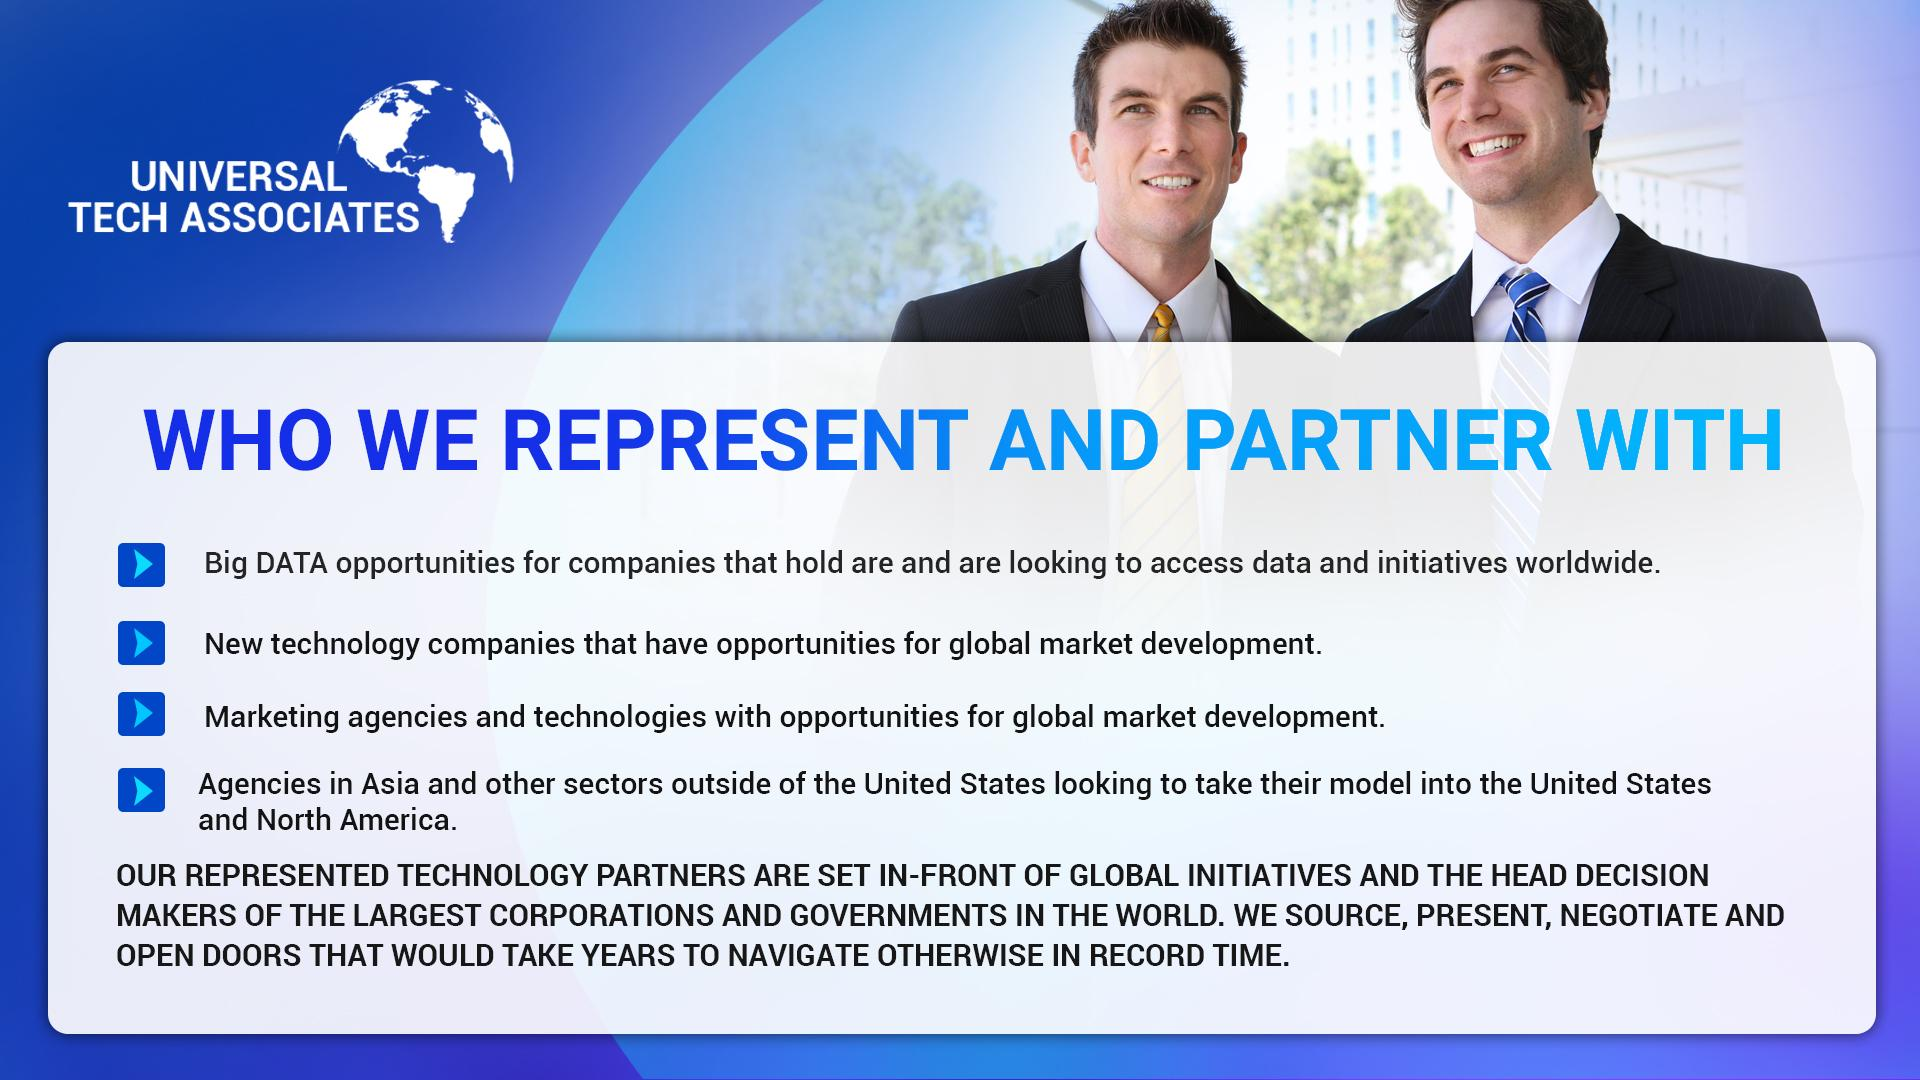 UNIVERSAL
TECH ASSOCIATES
WHO WE REPRESENT AND PARTNER WITH
Big DATA opportunities for companies that hold are and are looking to access data and initiatives worldwide.
New technology companies that have opportunities for global market development.
Marketing agencies and technologies with opportunities for global market development.
Agencies in Asia and other sectors outside of the United States looking to take their model into the United States
and North America.
OUR REPRESENTED TECHNOLOGY PARTNERS ARE SET IN-FRONT OF GLOBAL INITIATIVES AND THE HEAD DECISION
MAKERS OF THE LARGEST CORPORATIONS AND GOVERNMENTS IN THE WORLD. WE SOURCE, PRESENT, NEGOTIATE AND
OPEN DOORS THAT WOULD TAKE YEARS TO NAVIGATE OTHERWISE IN RECORD TIME.